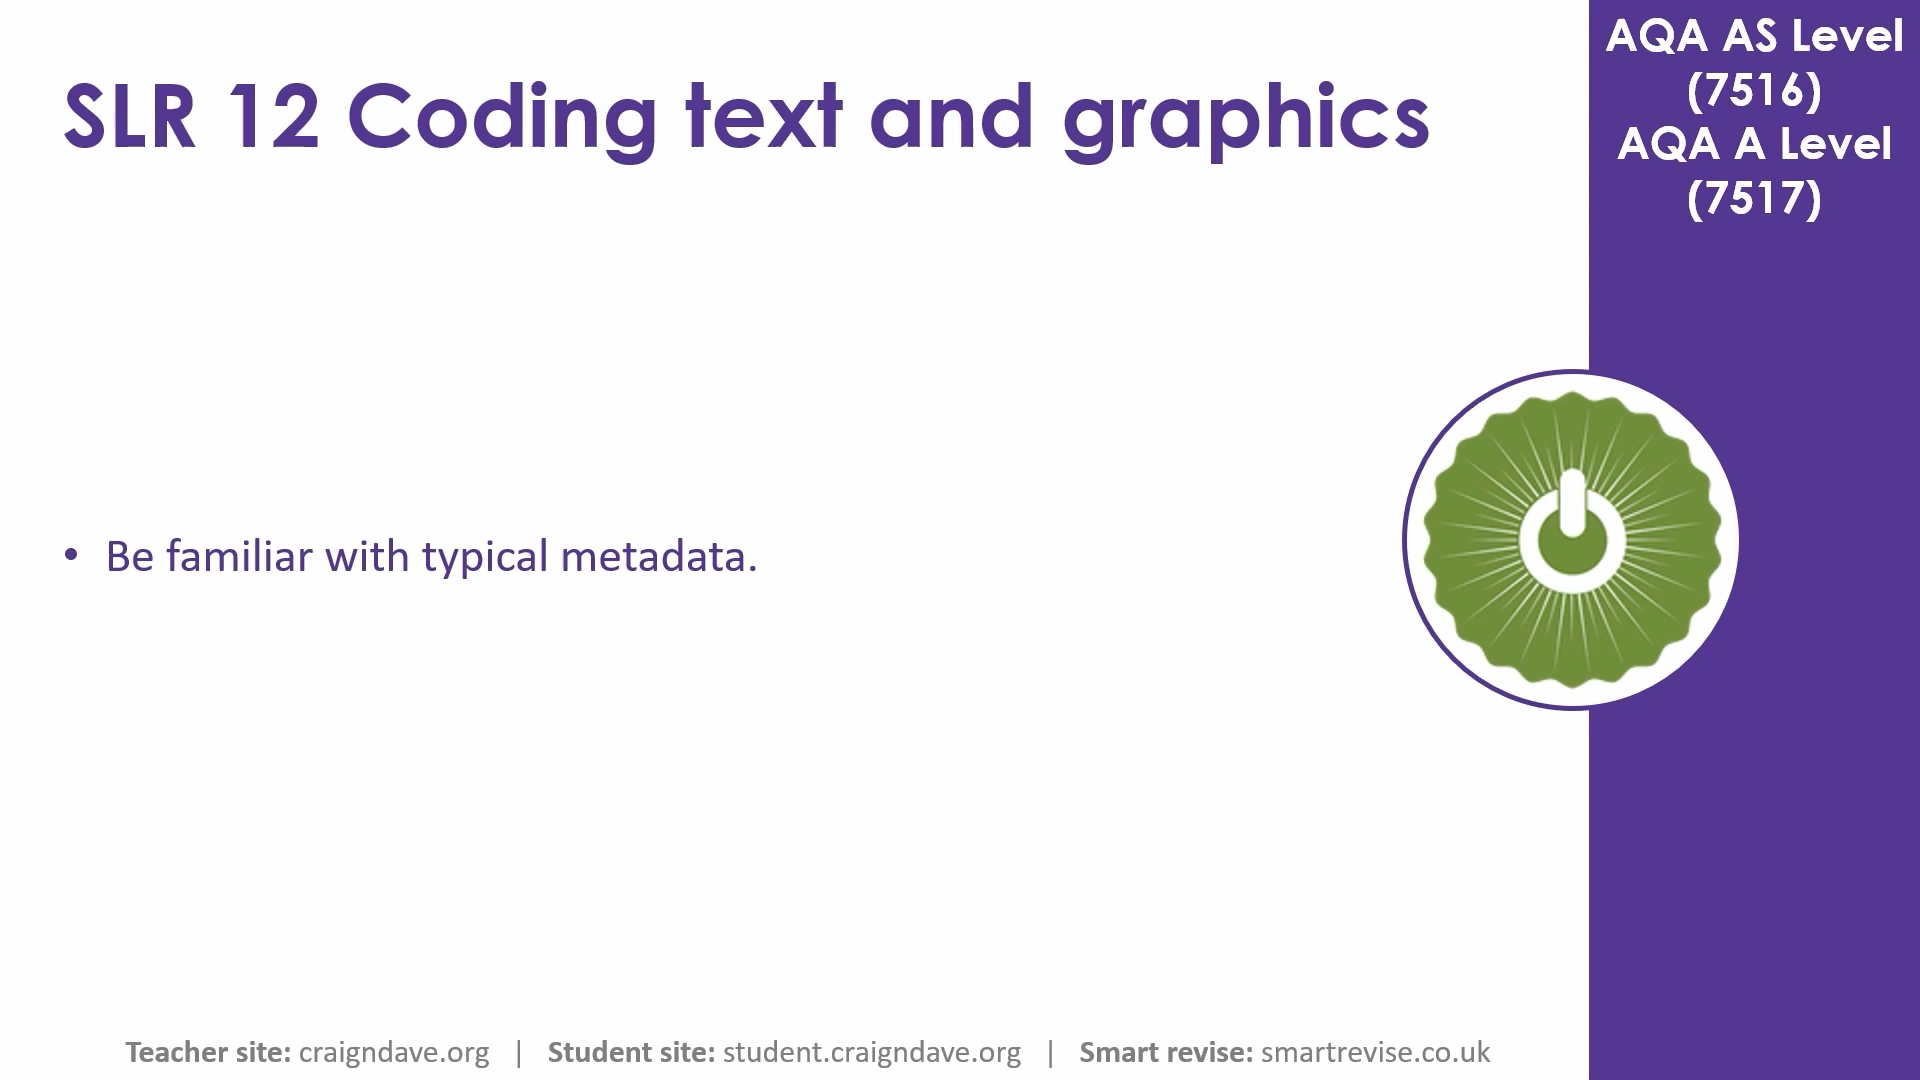 SLR 12 Coding text and graphics
AQA AS Level
(7516)
AQA A Level
(7517)
• Be familiar with typical metadata.
Teacher site: craigndave.org | Student site: student.craigndave.org | Smart revise: smartrevise.co.uk